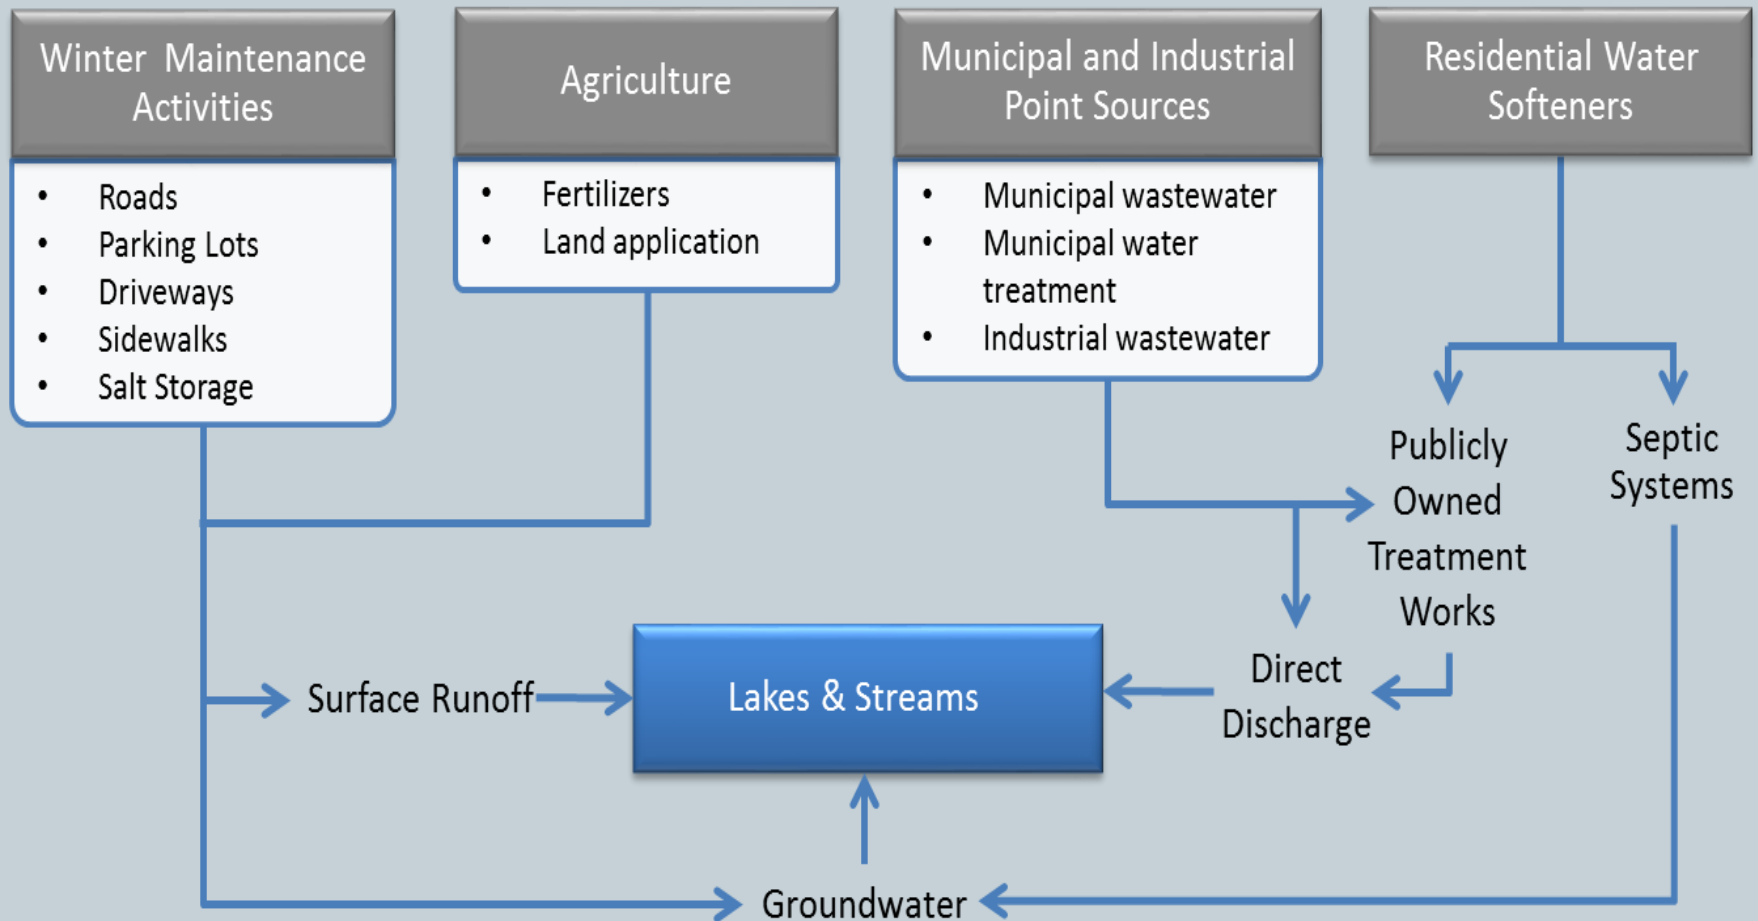 Winter Maintenance
Activities
• Roads
• Parking Lots
• Driveways
• Sidewalks
• Salt Storage
Agriculture
• Fertilizers
• Land application
Municipal and Industrial
Point Sources
• Municipal wastewater
• Municipal water
treatment
• Industrial wastewater
Residential Water
Softeners
Publicly
Owned
Treatment
Works
Septic
Systems
Surface Runoff
Lakes & Streams
Direct
Discharge
Groundwater